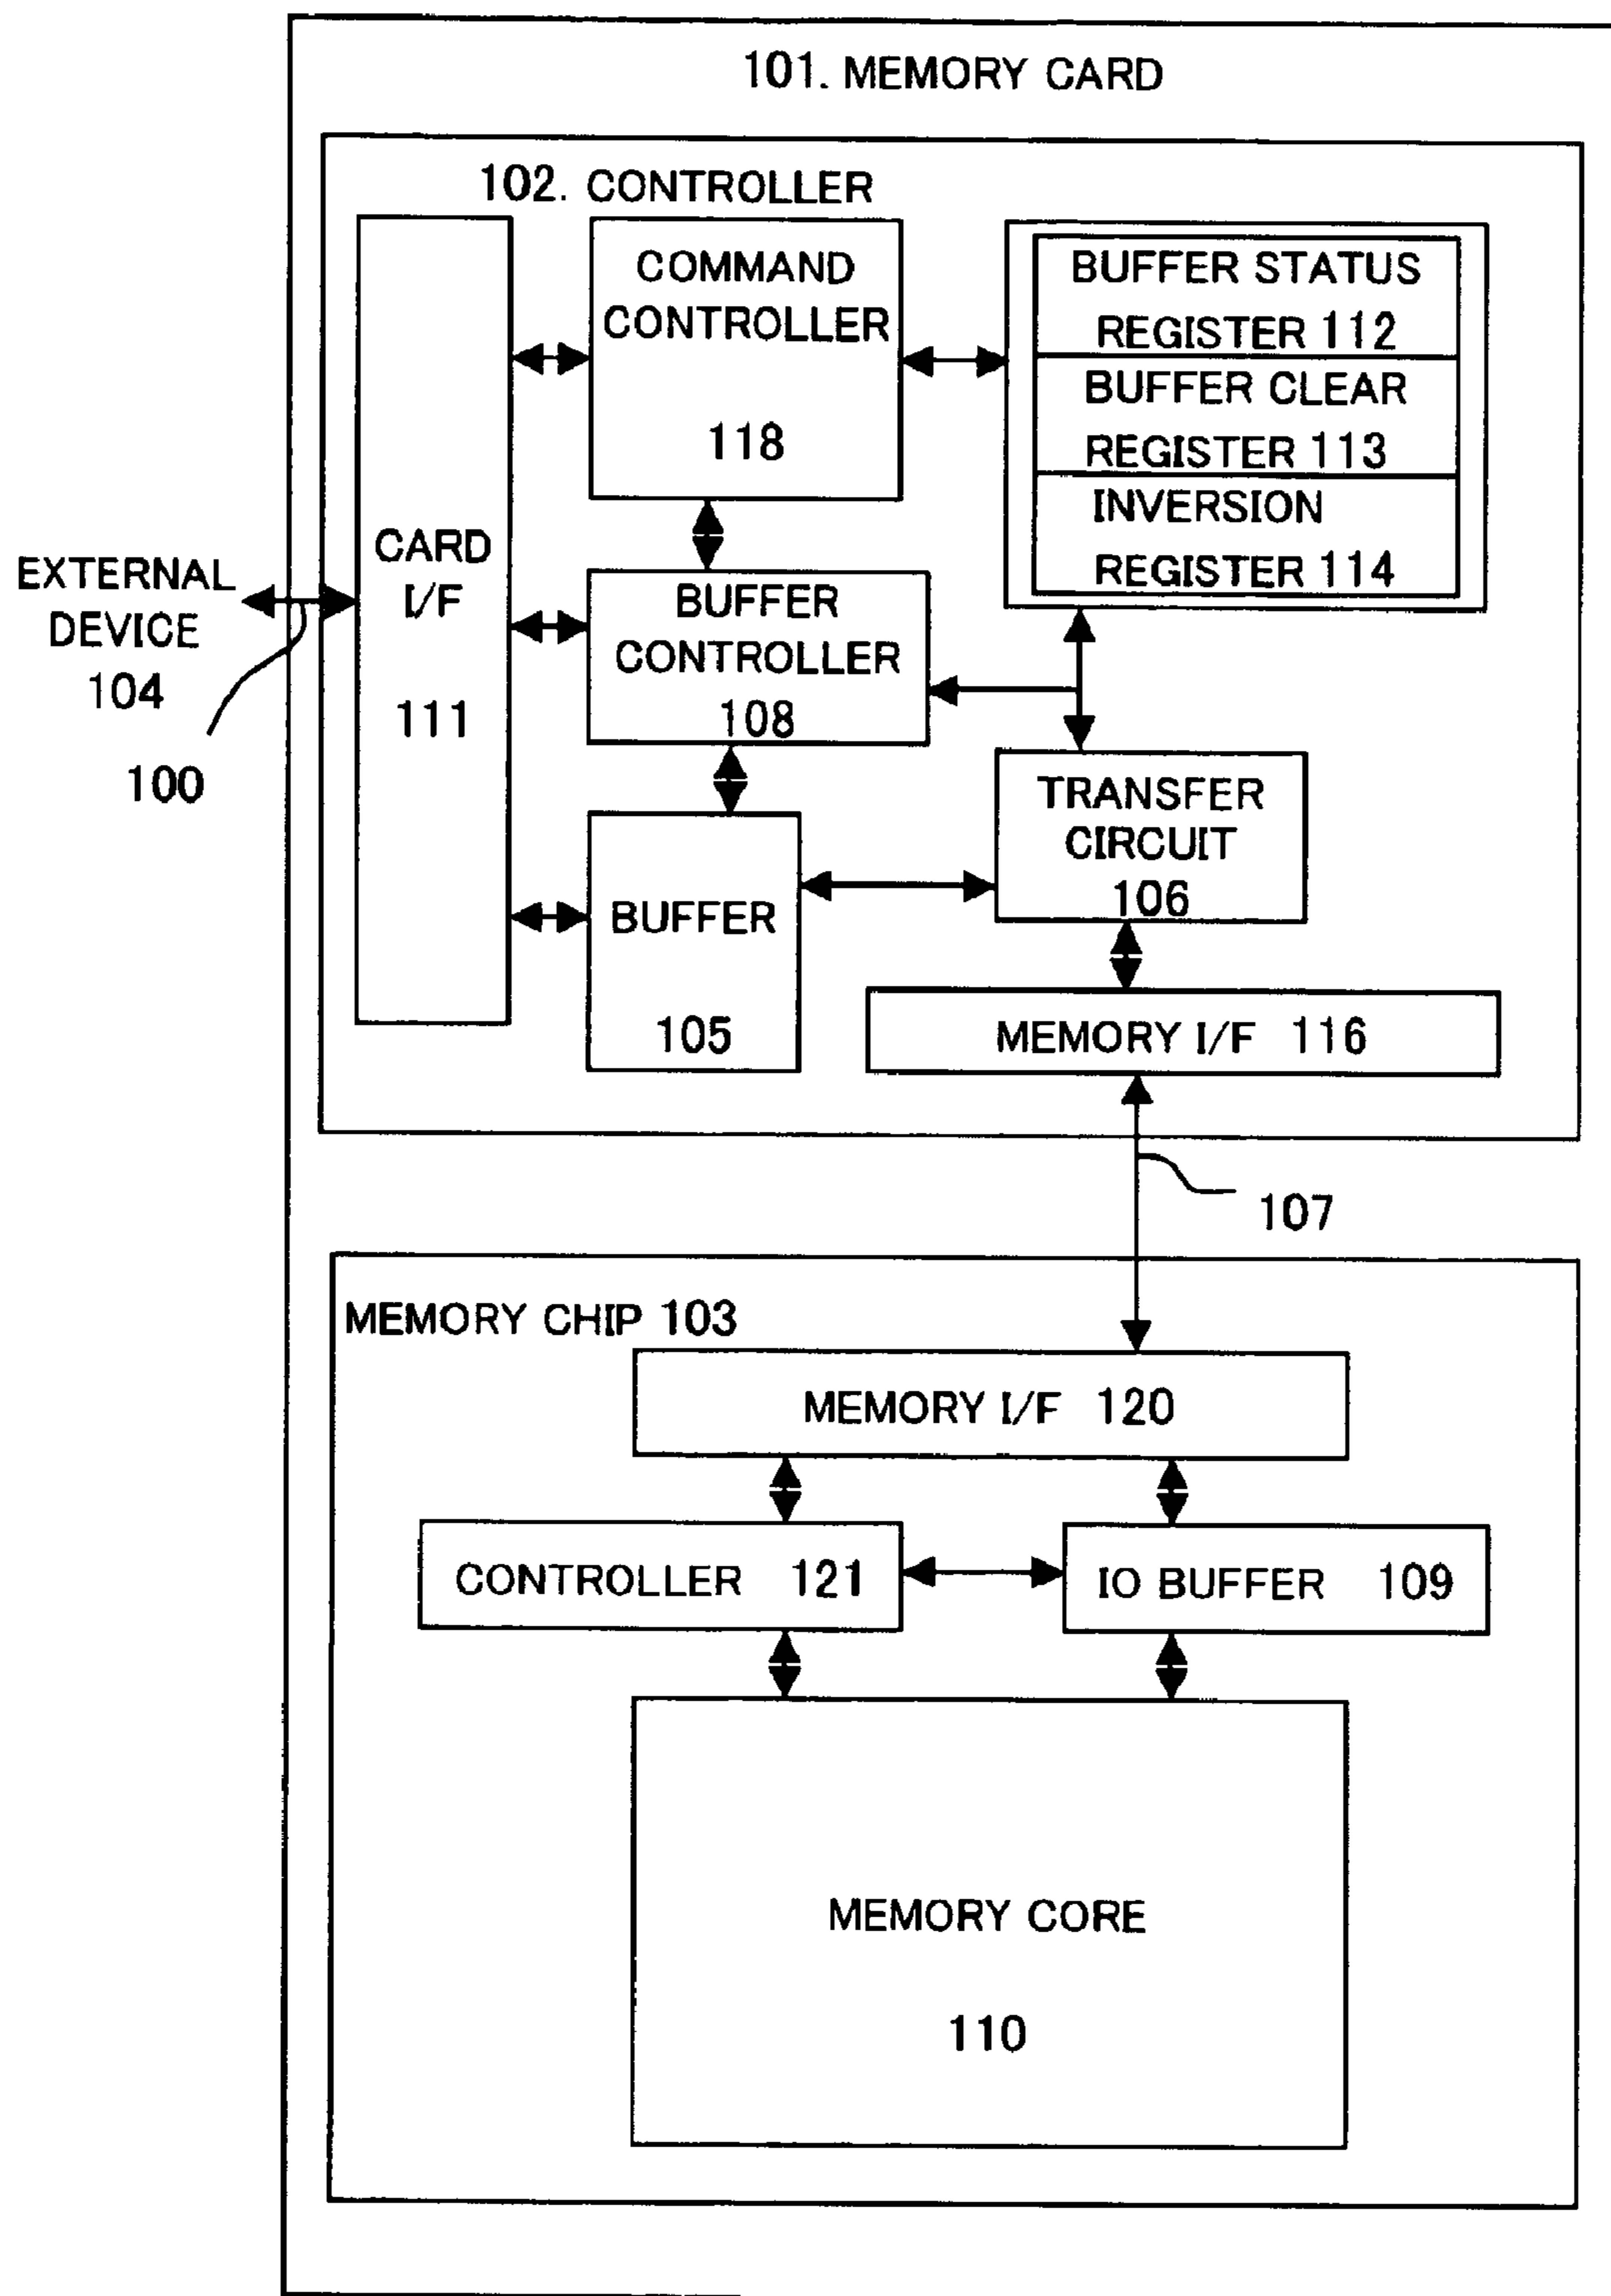 101. MEMORY CARD
102. CONTROLLER
COMMAND
CONTROLLER
118
BUFFER STATUS
REGISTER 112
BUFFER CLEAR
REGISTER 113
INVERSION
REGISTER 114
CARD
I/F
111
EXTERNAL
DEVICE
104
100
BUFFER
CONTROLLER
108
TRANSFER
CIRCUIT
106
BUFFER
105
MEMORY I/F 116
107
MEMORY CHIP 103
MEMORY I/F 120
CONTROLLER 121
IO BUFFER 109
MEMORY CORE
110